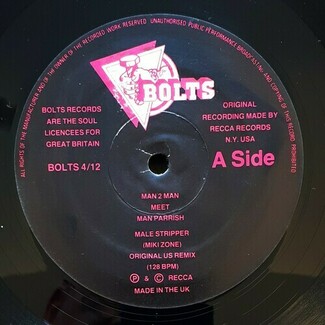 ALL RIGHTS OF THE MANUFACTURER AND OF THE OWNER OF THE RECORDED WORK RESERVED UNAUTHORISED PUBLIC PERFORMANCE BROADCASTING AND COPYING OF THIS RECORD PROHIBITED
BOLTS
BOLTS RECORDS
ARE THE SOUL
LICENCEES FOR
GREAT BRITAIN
BOLTS 4/12
ORIGINAL
RECORDING MADE BY
RECCA RECORDS
N.Y. USA
A Side
MAN 2 MAN
MEET
MAN PARRISH
MALE STRIPPER
(MIKI ZONE)
ORIGINAL US REMIX
(128 BPM)
P & C RECCA
MADE IN THE UK